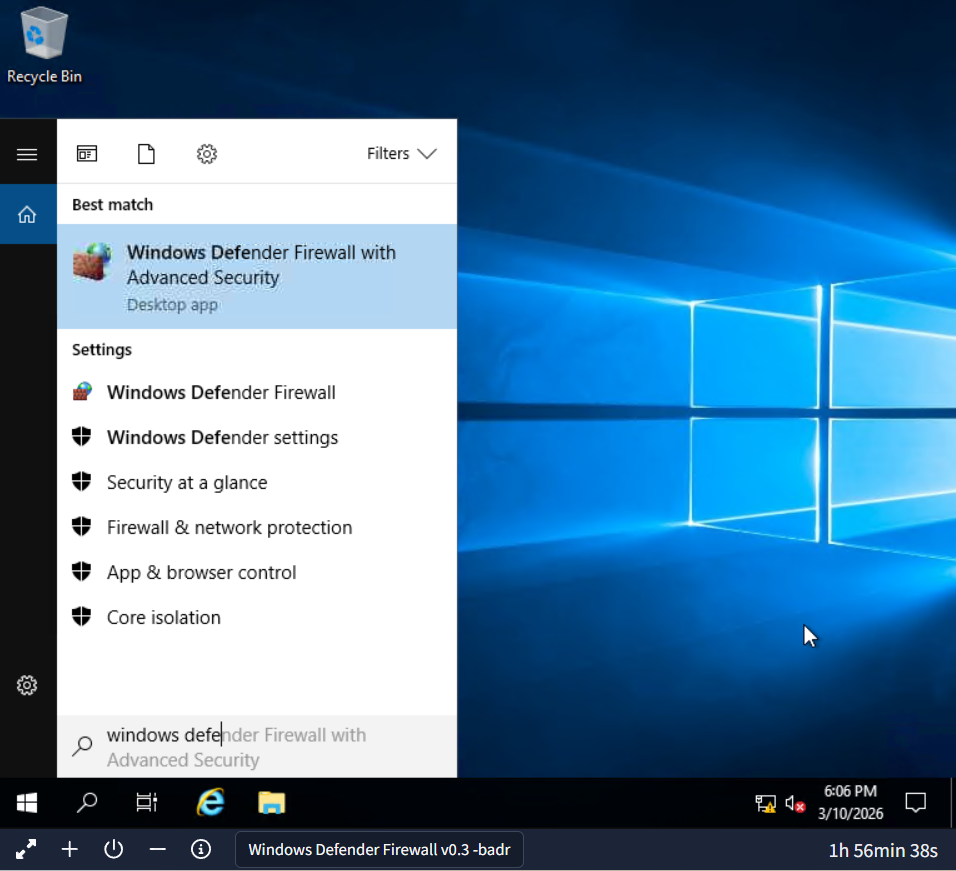 Recycle Bin
Filters
Best match
Windows Defender Firewall with
Advanced Security
Desktop app
Settings
Windows Defender Firewall
Windows Defender settings
Security at a glance
Firewall & network protection
App & browser control
Core isolation
windows defender Firewall with
Advanced Security
6:06 PM
3/10/2026
Windows Defender Firewall v0.3 -badr
1h 56min 38s